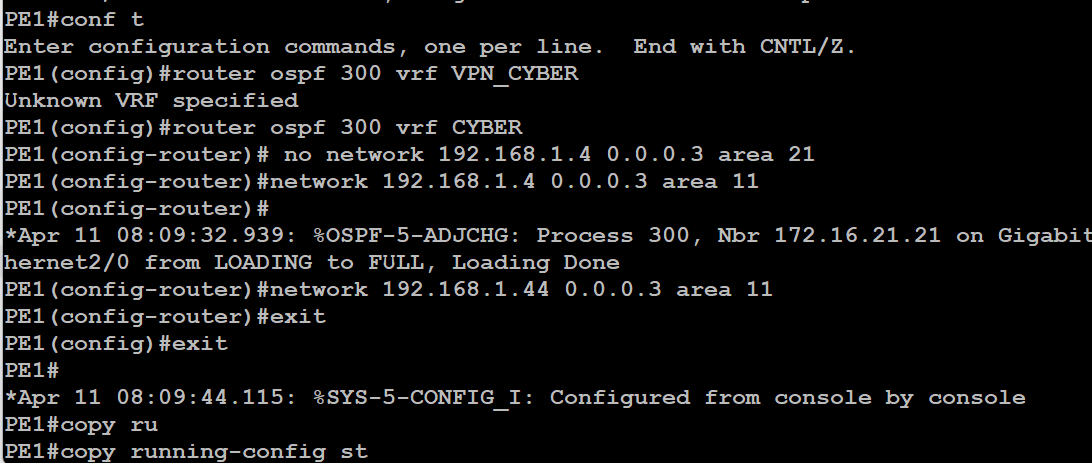 PE1#conf t
Enter configuration commands, one per line.  End with CNTL/Z.
PE1(config)#router ospf 300 vrf VPN_CYBER
Unknown VRF specified
PE1(config)#router ospf 300 vrf CYBER
PE1(config-router)# no network 192.168.1.4 0.0.0.3 area 21
PE1(config-router)#network 192.168.1.4 0.0.0.3 area 11
PE1(config-router)#
*Apr 11 08:09:32.939: %OSPF-5-ADJCHG: Process 300, Nbr 172.16.21.21 on Gigabit
hernet2/0 from LOADING to FULL, Loading Done
PE1(config-router)#network 192.168.1.44 0.0.0.3 area 11
PE1(config-router)#exit
PE1(config)#exit
PE1#
*Apr 11 08:09:44.115: %SYS-5-CONFIG_I: Configured from console by console
PE1#copy ru
PE1#copy running-config st